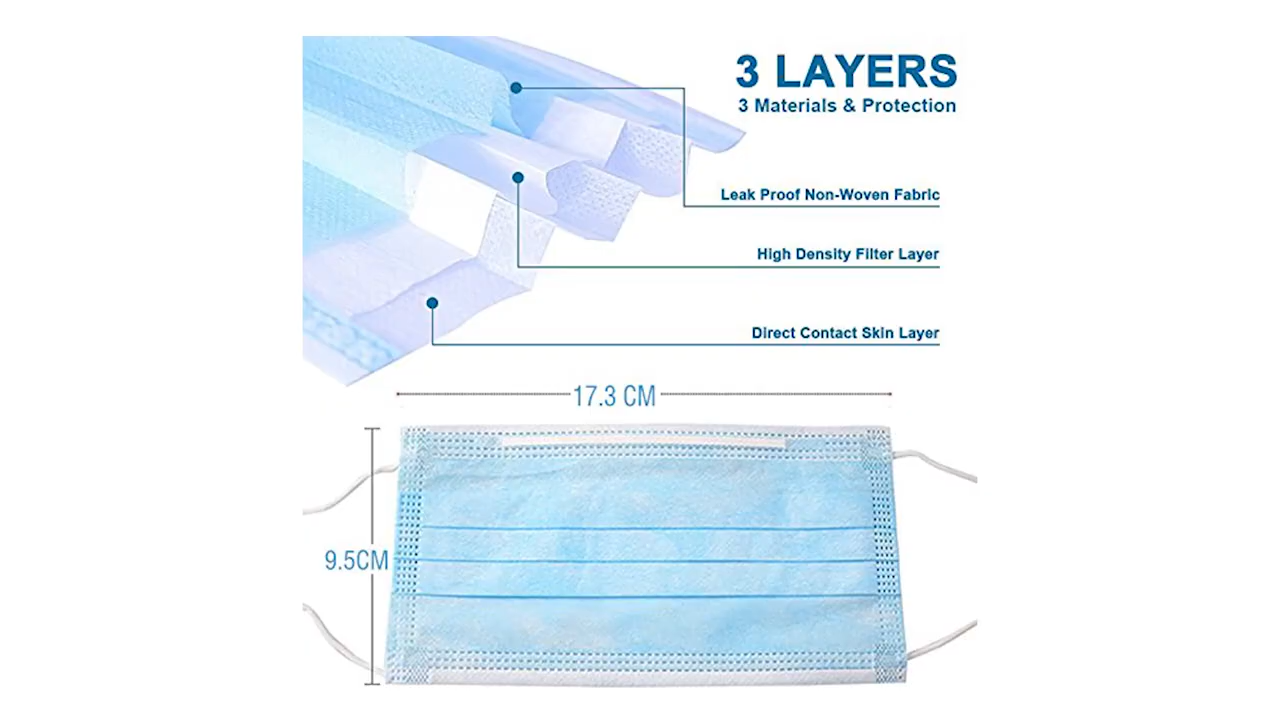 3 LAYERS
3 Materials & Protection
Leak Proof Non-Woven Fabric
High Density Filter Layer
Direct Contact Skin Layer
17.3 CM
9.5CM